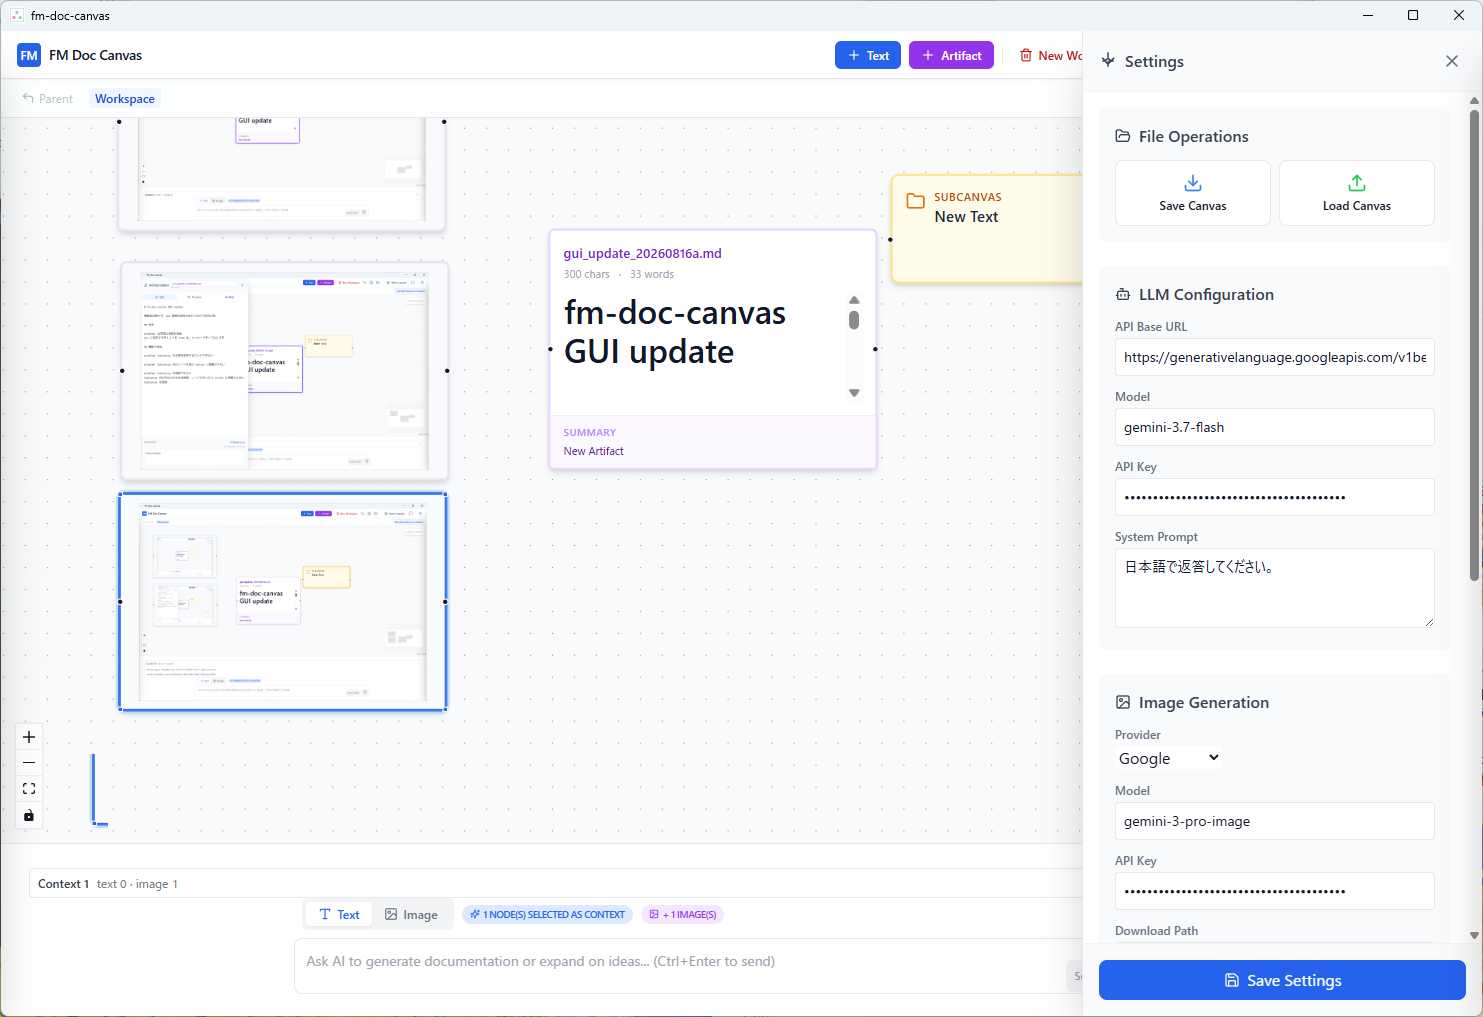 fm-doc-canvas
FM FM Doc Canvas
+ Text
+ Artifact
New Wo
Parent
Workspace
GUI update
fm-doc-canvas
GUI update
gui_update_20260816a.md
300 chars · 33 words
fm-doc-canvas
GUI update
SUMMARY
New Artifact
SUBCANVAS
New Text
Context 1 text 0 · image 1
Text
Image
1 NODE(S) SELECTED AS CONTEXT
+ 1 IMAGE(S)
Ask AI to generate documentation or expand on ideas... (Ctrl+Enter to send)
Settings
File Operations
Save Canvas
Load Canvas
LLM Configuration
API Base URL
https://generativelanguage.googleapis.com/v1be
Model
gemini-3.7-flash
API Key
••••••••••••••••••••••••••••••••••••••
System Prompt
日本語で返答してください。
Image Generation
Provider
Google
Model
gemini-3-pro-image
API Key
••••••••••••••••••••••••••••••••••••••
Download Path
Save Settings